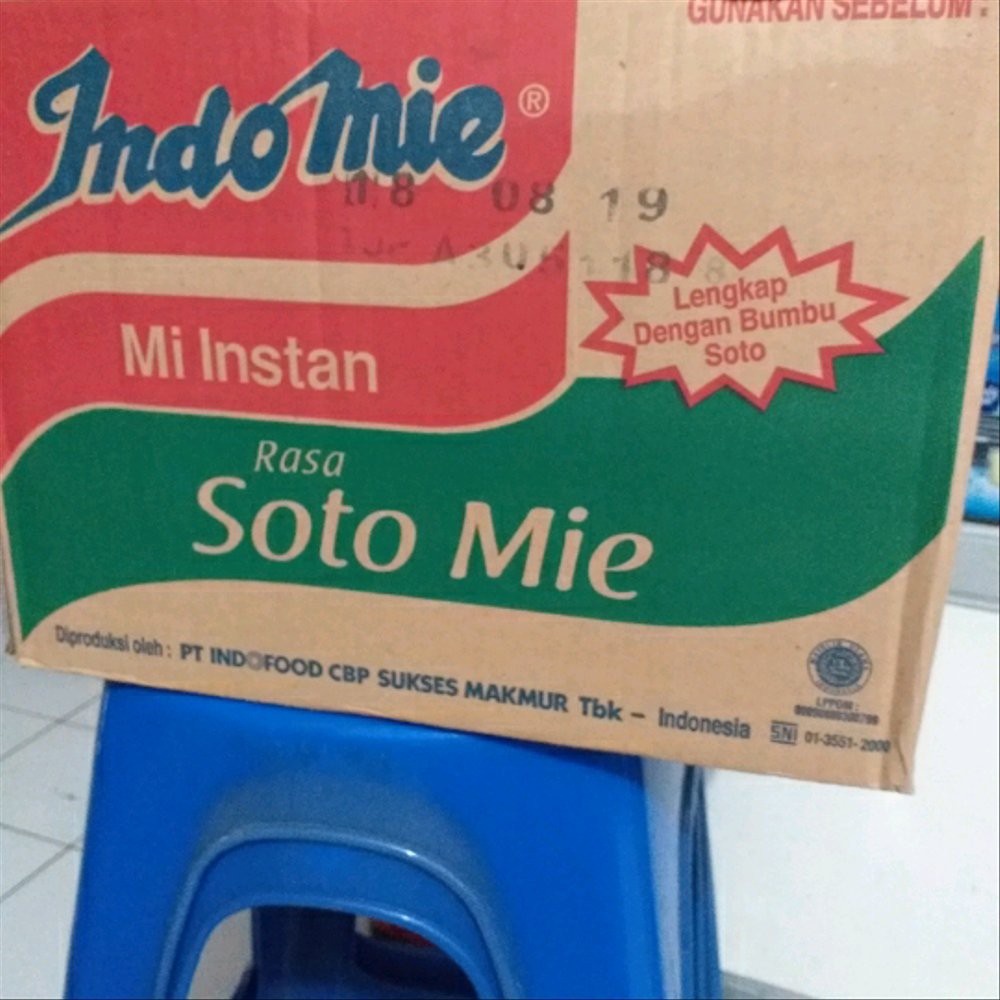 GUNAKAN SEBELUM :
Indomie ®
08 19
Mi Instan
Lengkap
Dengan Bumbu
Soto
Rasa
Soto Mie
Diproduksi oleh : PT INDOFOOD CBP SUKSES MAKMUR Tbk – Indonesia
SNI 01-3551-2000